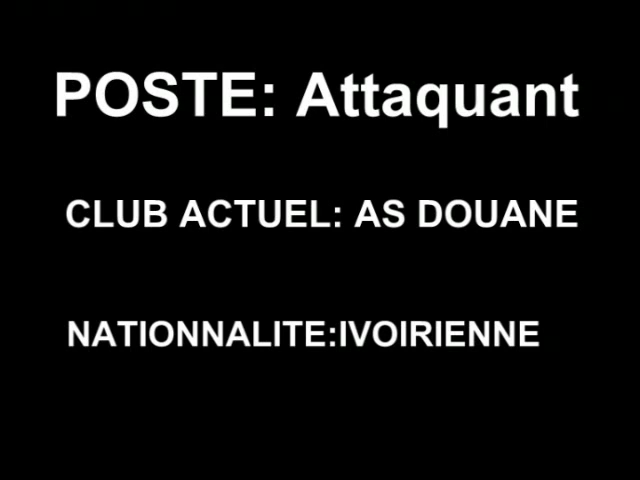 POSTE: Attaquant
CLUB ACTUEL: AS DOUANE
NATIONNALITE:IVOIRIENNE